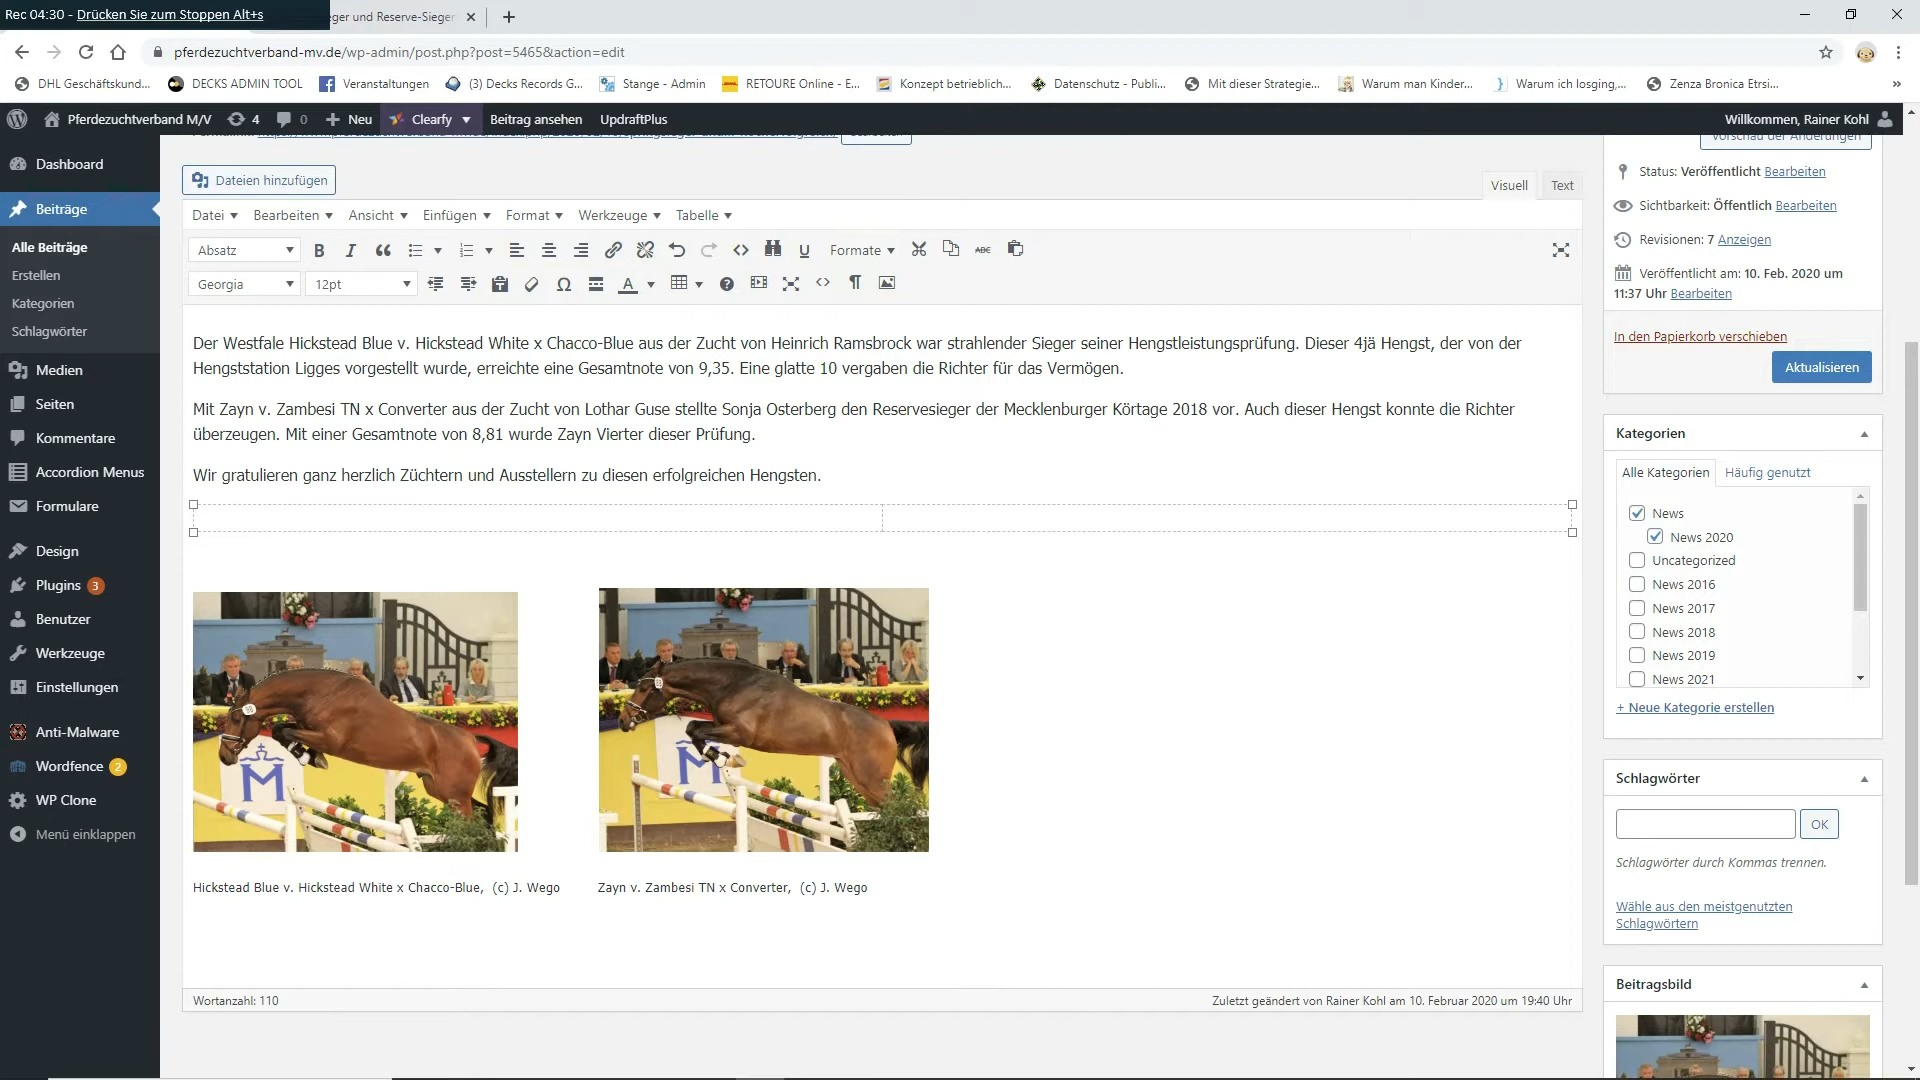 Rec 04:30 - Drücken Sie zum Stoppen Alt+s
eger und Reserve-Sieger
pferdezuchtverband-mv.de/wp-admin/post.php?post=5465&action=edit
DHL Geschäftskund... DECKS ADMIN TOOL Veranstaltungen (3) Decks Records G... Stange - Admin RETOURE Online - E... Konzept betrieblich... Datenschutz - Publi... Mit dieser Strategie... Warum man Kinder... Warum ich losging,... Zenza Bronica Etrsi... »
Pferdezuchtverband M/V 4 0 Neu Clearfy Beitrag ansehen UpdraftPlus Willkommen, Rainer Kohl
Vorschau der Änderungen
Dashboard
Beiträge
Alle Beiträge
Erstellen
Kategorien
Schlagwörter
Medien
Seiten
Kommentare
Accordion Menus
Formulare
Design
Plugins 3
Benutzer
Werkzeuge
Einstellungen
Anti-Malware
Wordfence 2
WP Clone
Menü einklappen
Dateien hinzufügen
Visuell Text
Datei Bearbeiten Ansicht Einfügen Format Werkzeuge Tabelle
Absatz B I U Formate ABC
Georgia 12pt A
Der Westfale Hickstead Blue v. Hickstead White x Chacco-Blue aus der Zucht von Heinrich Ramsbrock war strahlender Sieger seiner Hengstleistungsprüfung. Dieser 4jä Hengst, der von der
Hengststation Ligges vorgestellt wurde, erreichte eine Gesamtnote von 9,35. Eine glatte 10 vergaben die Richter für das Vermögen.
Mit Zayn v. Zambesi TN x Converter aus der Zucht von Lothar Guse stellte Sonja Osterberg den Reservesieger der Mecklenburger Körtage 2018 vor. Auch dieser Hengst konnte die Richter
überzeugen. Mit einer Gesamtnote von 8,81 wurde Zayn Vierter dieser Prüfung.
Wir gratulieren ganz herzlich Züchtern und Ausstellern zu diesen erfolgreichen Hengsten.
M
M
Hickstead Blue v. Hickstead White x Chacco-Blue, (c) J. Wego Zayn v. Zambesi TN x Converter, (c) J. Wego
Wortanzahl: 110 Zuletzt geändert von Rainer Kohl am 10. Februar 2020 um 19:40 Uhr
Status: Veröffentlicht Bearbeiten
Sichtbarkeit: Öffentlich Bearbeiten
Revisionen: 7 Anzeigen
Veröffentlicht am: 10. Feb. 2020 um
11:37 Uhr Bearbeiten
In den Papierkorb verschieben
Aktualisieren
Kategorien
Alle Kategorien Häufig genutzt
News
News 2020
Uncategorized
News 2016
News 2017
News 2018
News 2019
News 2021
+ Neue Kategorie erstellen
Schlagwörter
OK
Schlagwörter durch Kommas trennen.
Wähle aus den meistgenutzten
Schlagwörtern
Beitragsbild